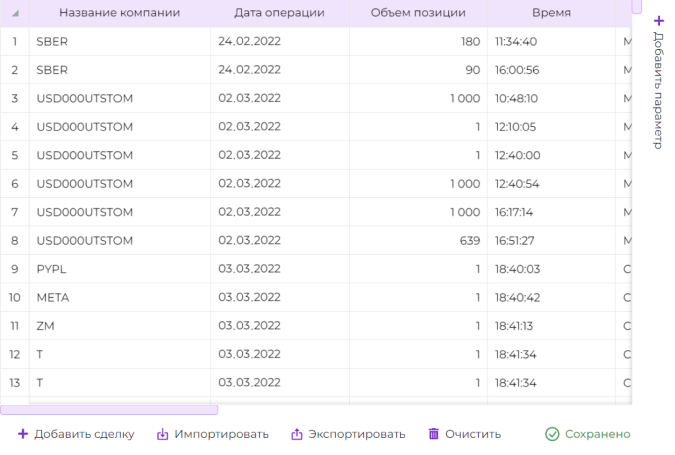 Название компании Дата операции Объем позиции Время
1 SBER 24.02.2022 180 11:34:40
2 SBER 24.02.2022 90 16:00:56
3 USD000UTSTOM 02.03.2022 1 000 10:48:10
4 USD000UTSTOM 02.03.2022 1 12:10:05
5 USD000UTSTOM 02.03.2022 1 12:40:00
6 USD000UTSTOM 02.03.2022 1 000 12:40:54
7 USD000UTSTOM 02.03.2022 1 000 16:17:14
8 USD000UTSTOM 02.03.2022 639 16:51:27
9 PYPL 03.03.2022 1 18:40:03
10 META 03.03.2022 1 18:40:42
11 ZM 03.03.2022 1 18:41:13
12 T 03.03.2022 1 18:41:34
13 T 03.03.2022 1 18:41:34
+ Добавить параметр
+ Добавить сделку Импортировать Экспортировать Очистить Сохранено